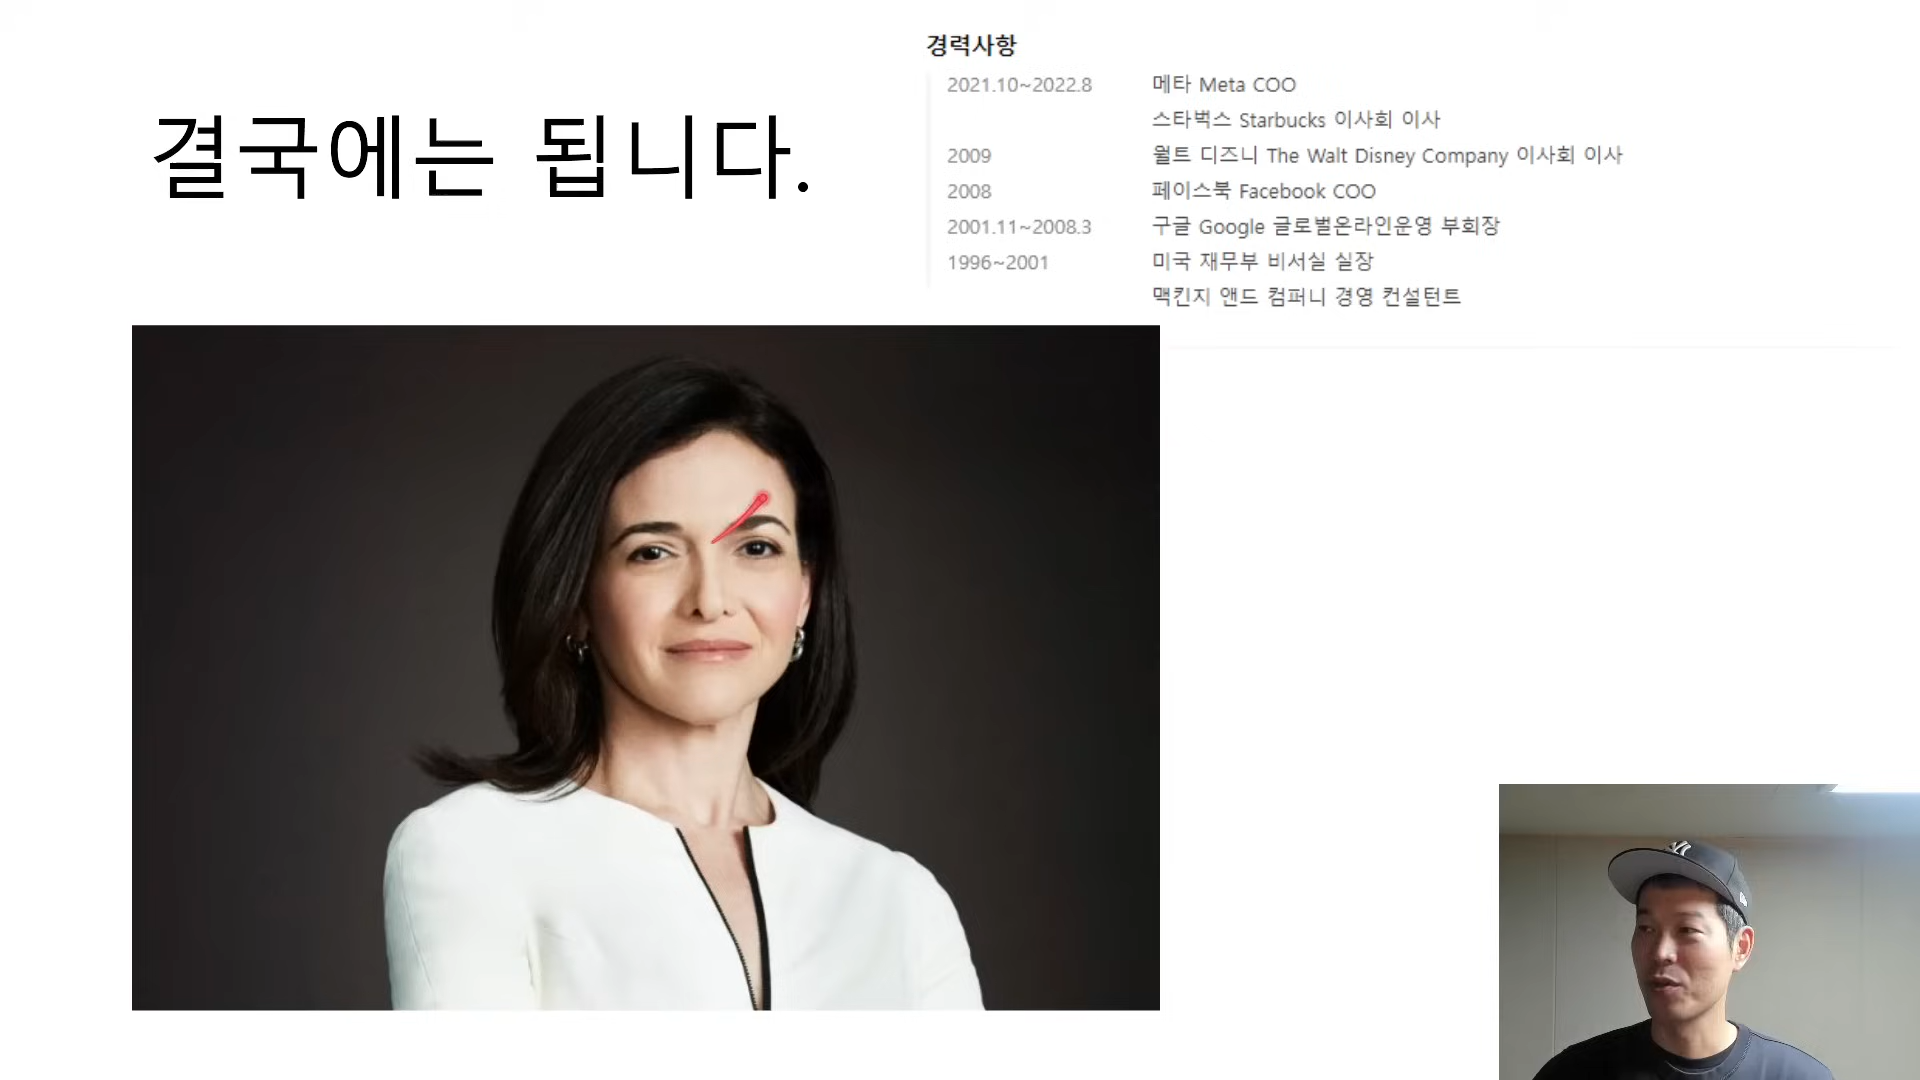 결국에는 됩니다.
경력사항
2021.10~2022.8 메타 Meta COO
스타벅스 Starbucks 이사회 이사
2009 월트 디즈니 The Walt Disney Company 이사회 이사
2008 페이스북 Facebook COO
2001.11~2008.3 구글 Google 글로벌온라인운영 부회장
1996~2001 미국 재무부 비서실 실장
맥킨지 앤드 컴퍼니 경영 컨설턴트
NY